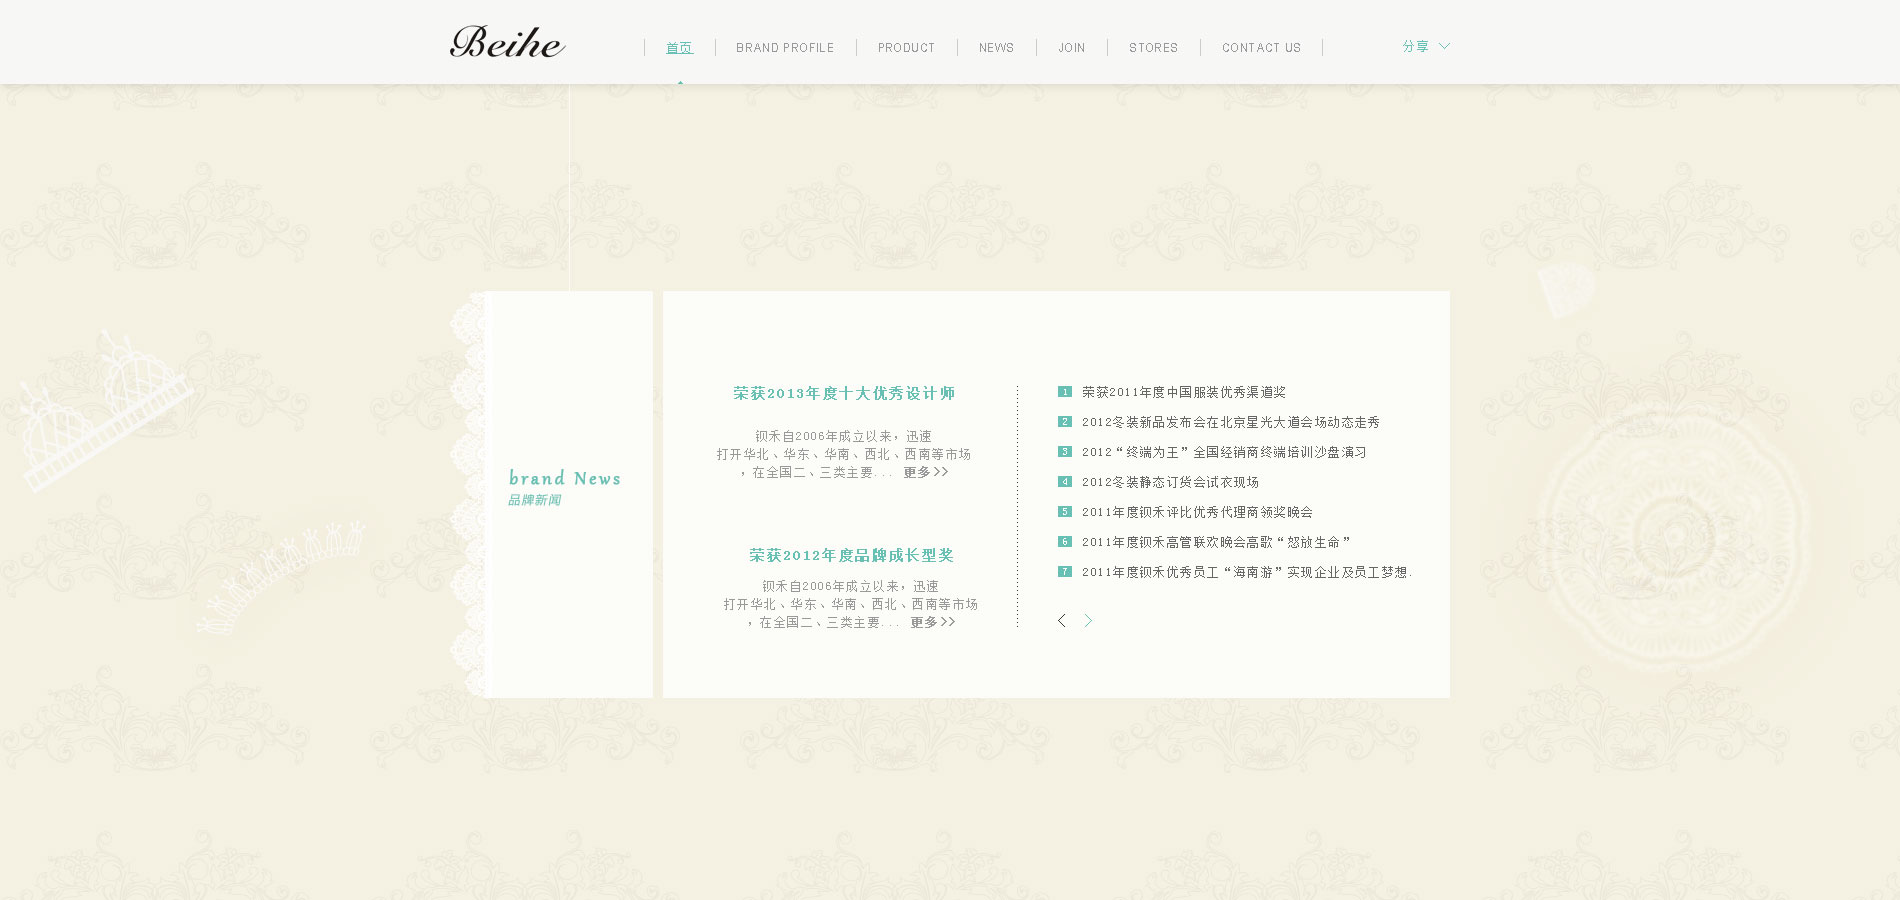 Beihe
首页 BRAND PROFILE PRODUCT NEWS JOIN STORES CONTACT US 分享
brand News
品牌新闻
荣获2013年度十大优秀设计师
钡禾自2006年成立以来，迅速
打开华北、华东、华南、西北、西南等市场
，在全国二、三类主要... 更多>>
荣获2012年度品牌成长型奖
钡禾自2006年成立以来，迅速
打开华北、华东、华南、西北、西南等市场
，在全国二、三类主要... 更多>>
1 荣获2011年度中国服装优秀渠道奖
2 2012冬装新品发布会在北京星光大道会场动态走秀
3 2012“终端为王”全国经销商终端培训沙盘演习
4 2012冬装静态订货会试衣现场
5 2011年度钡禾评比优秀代理商领奖晚会
6 2011年度钡禾高管联欢晚会高歌“怒放生命”
7 2011年度钡禾优秀员工“海南游”实现企业及员工梦想.